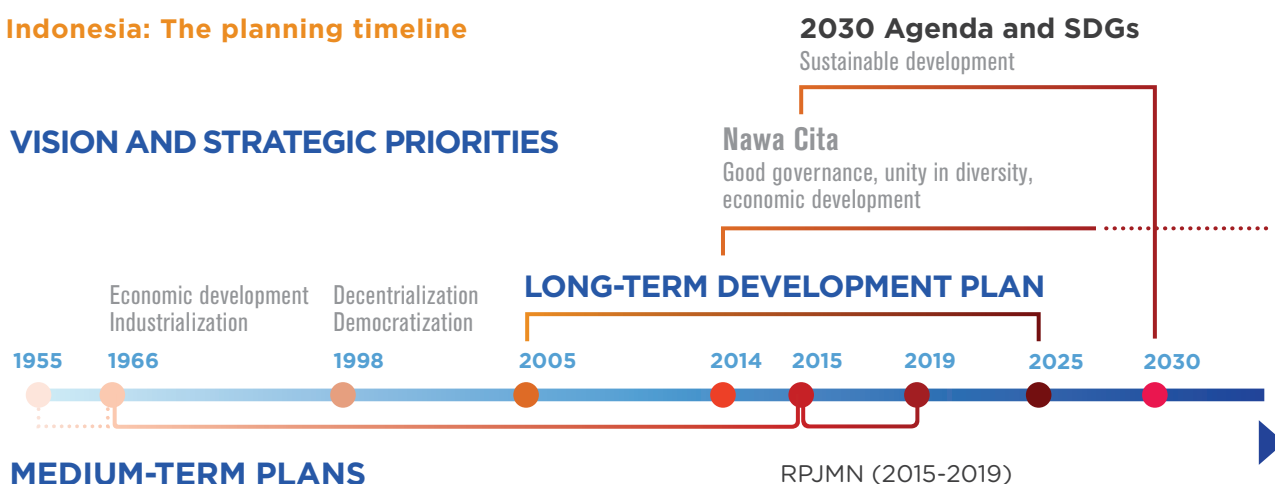 Indonesia: The planning timeline
2030 Agenda and SDGs
Sustainable development
VISION AND STRATEGIC PRIORITIES
Nawa Cita
Good governance, unity in diversity,
economic development
LONG-TERM DEVELOPMENT PLAN
Economic development
Industrialization
Decentrialization
Democratization
1955
1966
1998
2005
2014
2015
2019
2025
2030
MEDIUM-TERM PLANS
RPJMN (2015-2019)